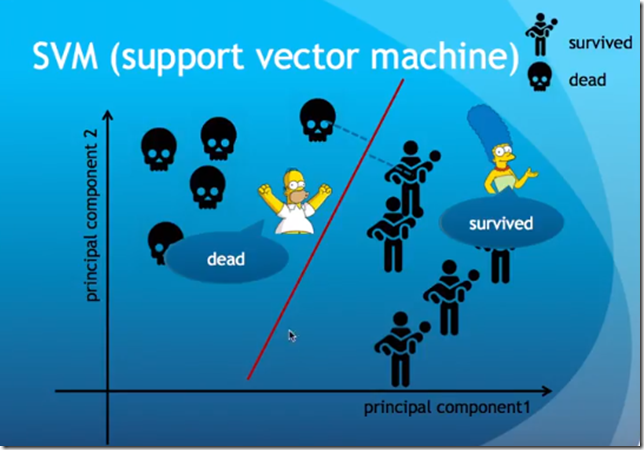 SVM (support vector machine)
survived
dead
principal component 2
survived
dead
principal component1